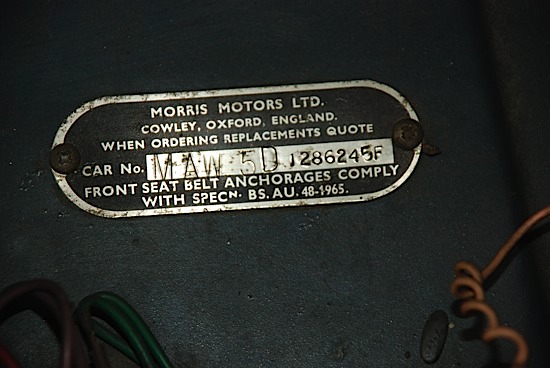 MORRIS MOTORS LTD.
COWLEY, OXFORD, ENGLAND.
WHEN ORDERING REPLACEMENTS QUOTE
CAR No. MAW 5D 1286245F
FRONT SEAT BELT ANCHORAGES COMPLY
WITH SPECN. BS. AU. 48-1965.